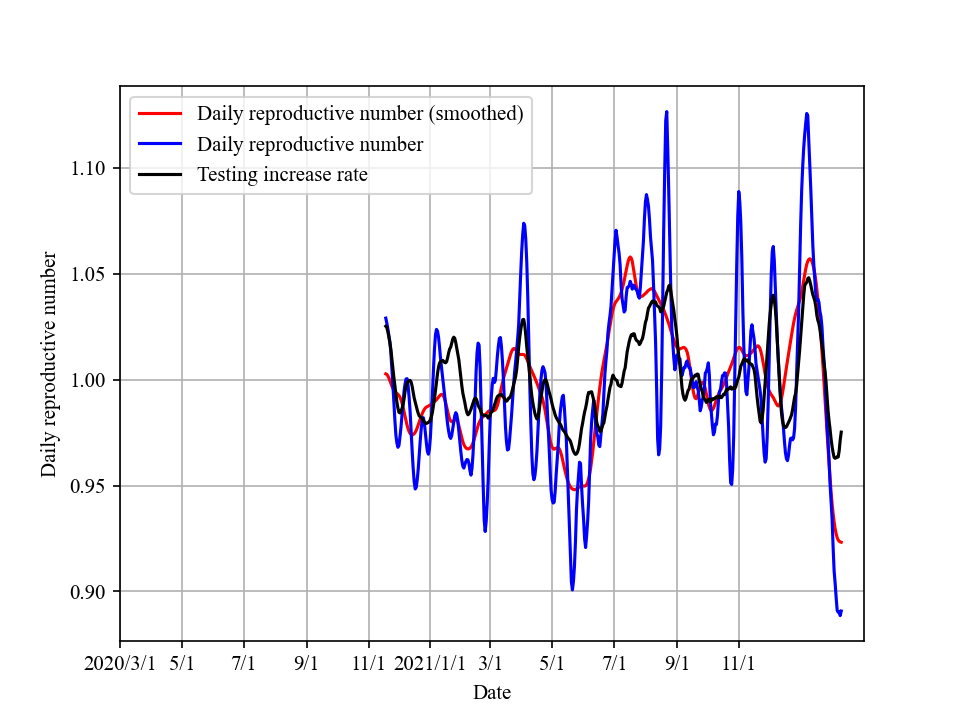 Daily reproductive number (smoothed)
Daily reproductive number
Testing increase rate
Daily reproductive number
1.10
1.05
1.00
0.95
0.90
2020/3/1 5/1 7/1 9/1 11/1 2021/1/1 3/1 5/1 7/1 9/1 11/1
Date